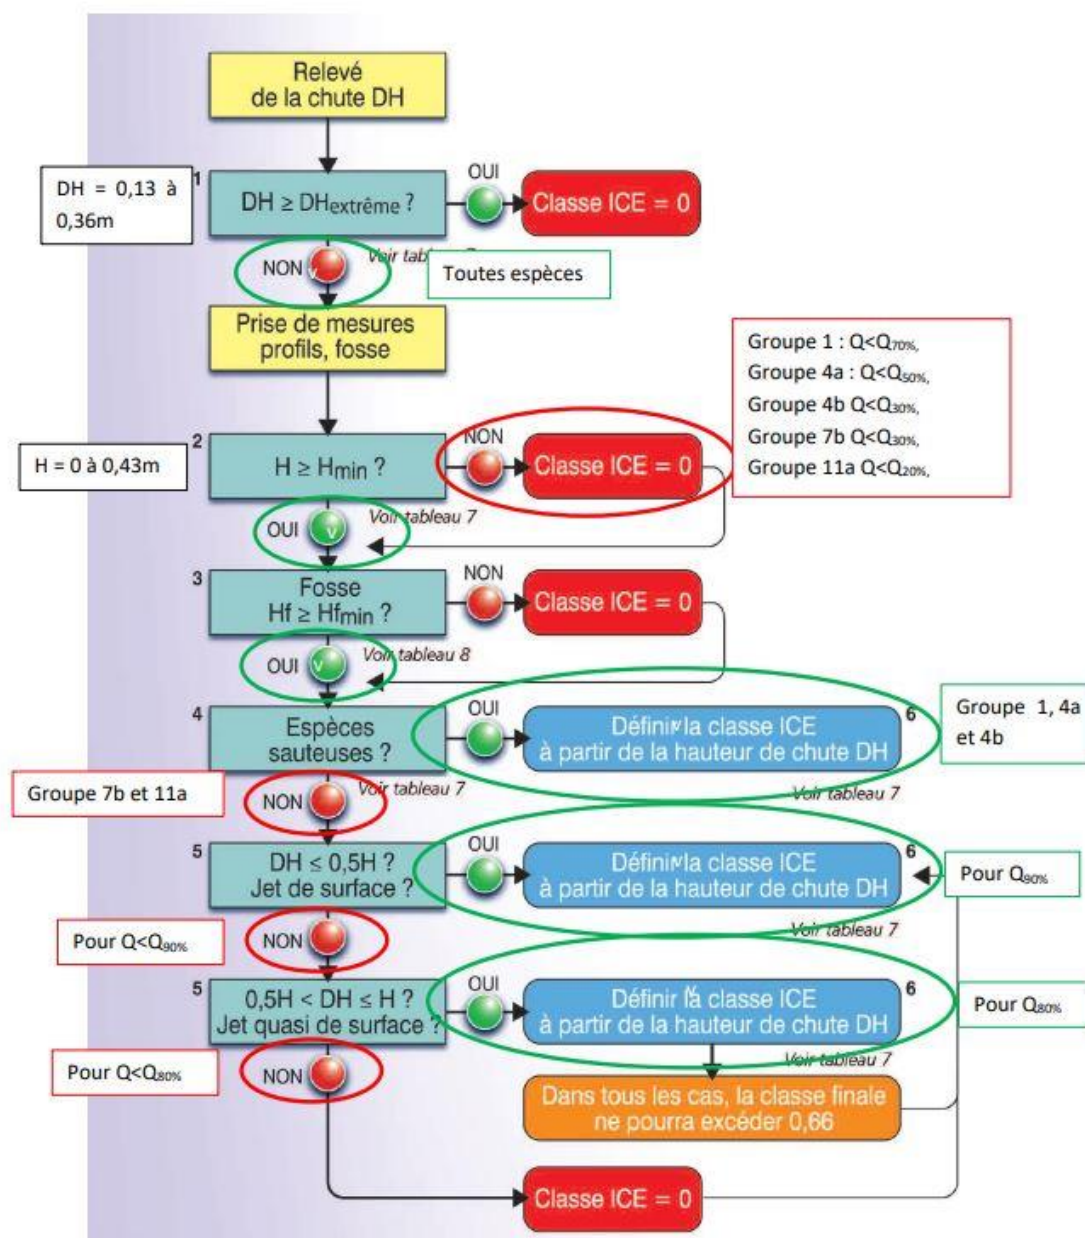 Relevé
de la chute DH
DH = 0,13 à
0,36m
1
DH ≥ DHextrême ?
OUI
Classe ICE = 0
NON
v
Voir
Toutes espèces
Prise de mesures
profils, fosse
Groupe 1 : Q<Q70%,
Groupe 4a : Q<Q50%,
Groupe 4b Q<Q30%,
Groupe 7b Q<Q30%,
Groupe 11a Q<Q20%,
H = 0 à 0,43m
2
H ≥ Hmin ?
NON
Classe ICE = 0
OUI
v
Voir tableau 7
3
Fosse
Hf ≥ Hfmin ?
NON
Classe ICE = 0
OUI
v
Voir tableau 8
4
Espèces
sauteuses ?
OUI
Définir la classe ICE
à partir de la hauteur de chute DH
6
Groupe 1, 4a
et 4b
Voir tableau 7
Groupe 7b et 11a
NON
Voir tableau 7
5
DH ≤ 0,5H ?
Jet de surface ?
OUI
Définir la classe ICE
à partir de la hauteur de chute DH
6
Pour Q90%
Voir tableau 7
Pour Q<Q90%
NON
5
0,5H < DH ≤ H ?
Jet quasi de surface ?
OUI
Définir la classe ICE
à partir de la hauteur de chute DH
6
Pour Q80%
Voir tableau 7
Pour Q<Q80%
NON
Dans tous les cas, la classe finale
ne pourra excéder 0,66
Classe ICE = 0